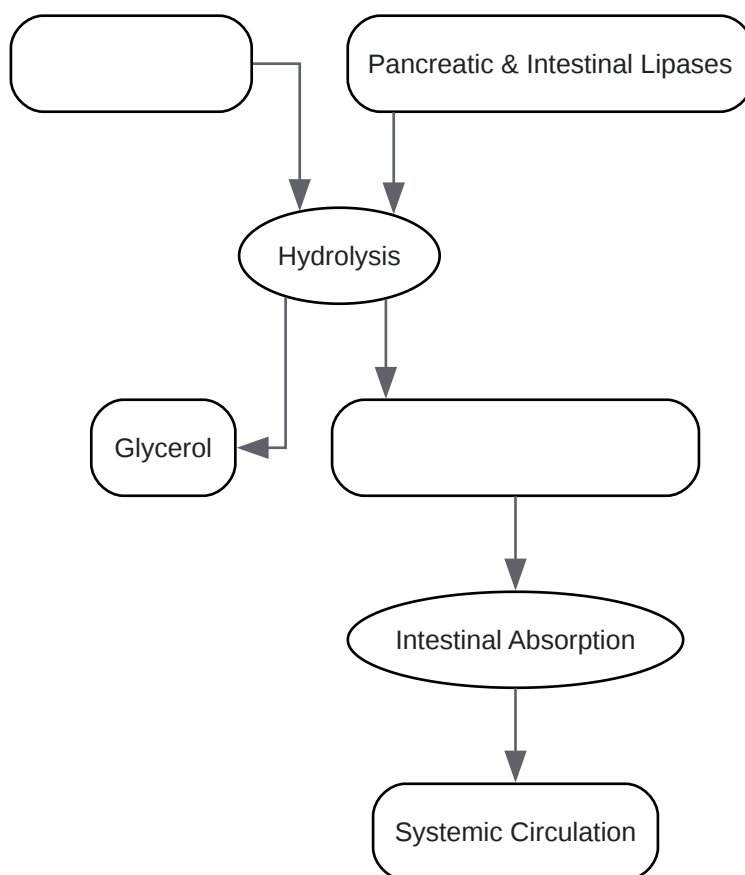 Pancreatic & Intestinal Lipases
Hydrolysis
Glycerol
Intestinal Absorption
Systemic Circulation